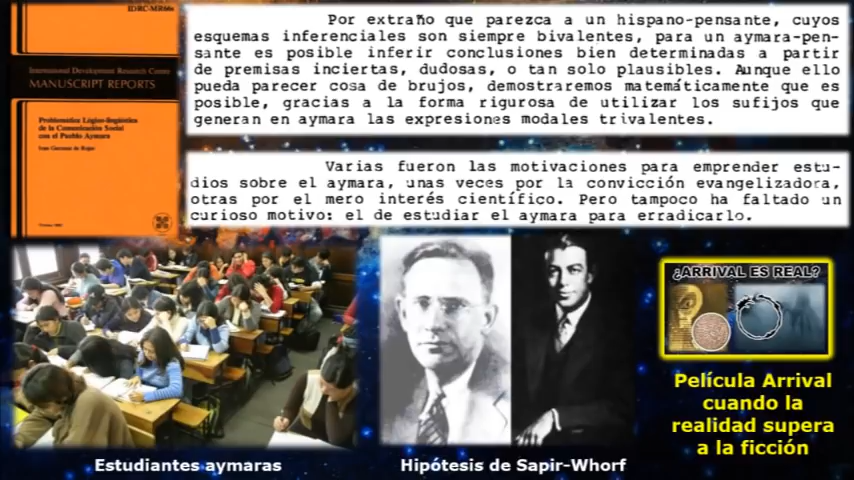 IDRC-MR66s
International Development Research Centre
MANUSCRIPT REPORTS
Problemática Lógico-lingüística
de la Comunicación Social
con el Pueblo Aymara
Iván Guzmán de Rojas
Por extraño que parezca a un hispano-pensante, cuyos
esquemas inferenciales son siempre bivalentes, para un aymara-pen-
sante es posible inferir conclusiones bien determinadas a partir
de premisas inciertas, dudosas, o tan solo plausibles. Aunque ello
pueda parecer cosa de brujos, demostraremos matemáticamente que es
posible, gracias a la forma rigurosa de utilizar los sufijos que
generan en aymara las expresiones modales trivalentes.
Varias fueron las motivaciones para emprender estu-
dios sobre el aymara, unas veces por la convicción evangelizadora,
otras por el mero interés científico. Pero tampoco ha faltado un
curioso motivo: el de estudiar el aymara para erradicarlo.
¿ARRIVAL ES REAL?
Película Arrival
cuando la
realidad supera
a la ficción
Estudiantes aymaras
Hipótesis de Sapir-Whorf